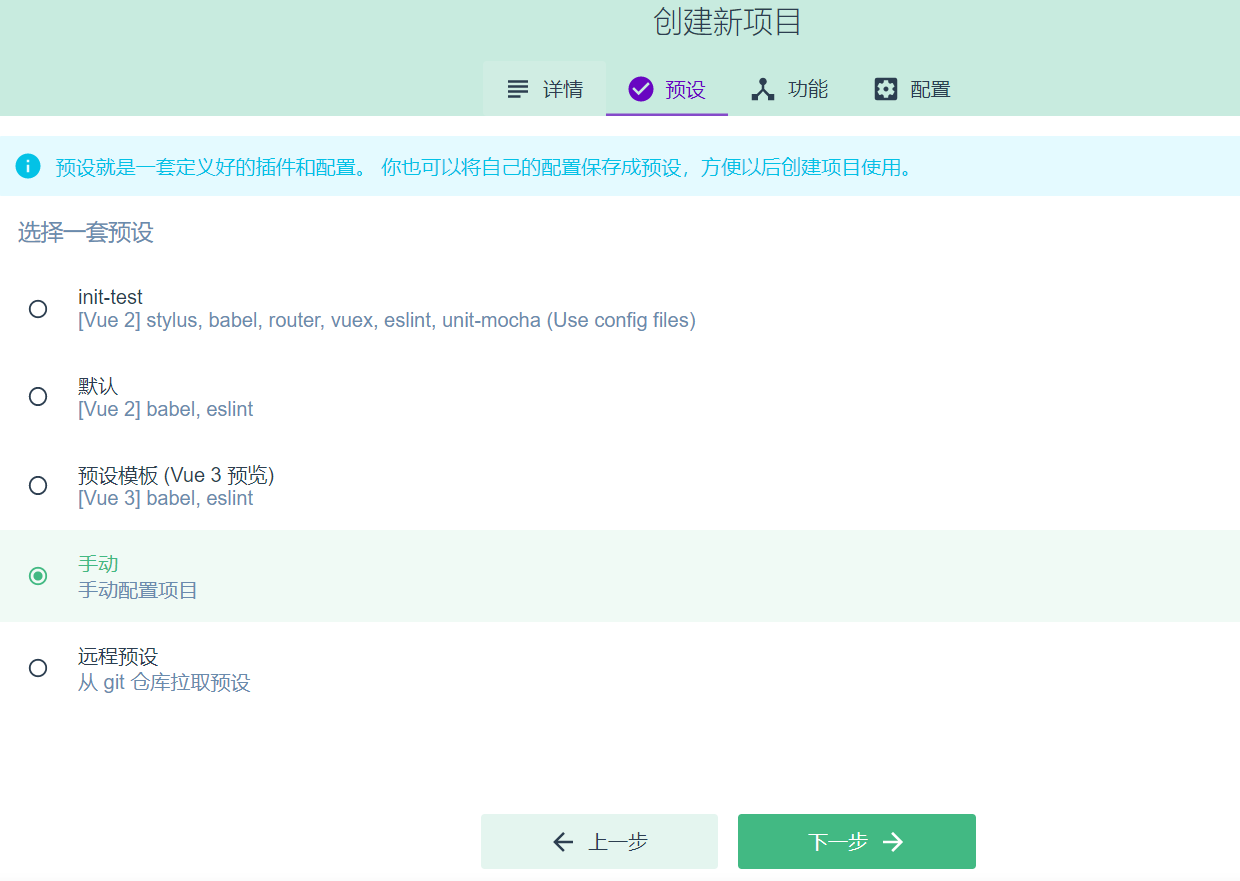 创建新项目
详情 预设 功能 配置
预设就是一套定义好的插件和配置。 你也可以将自己的配置保存成预设，方便以后创建项目使用。
选择一套预设
init-test
[Vue 2] stylus, babel, router, vuex, eslint, unit-mocha (Use config files)
默认
[Vue 2] babel, eslint
预设模板 (Vue 3 预览)
[Vue 3] babel, eslint
手动
手动配置项目
远程预设
从 git 仓库拉取预设
上一步 下一步